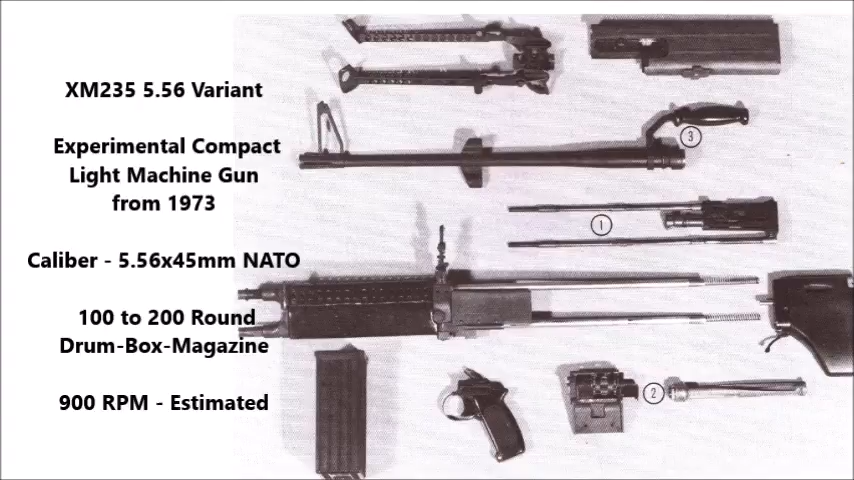 XM235 5.56 Variant
Experimental Compact
Light Machine Gun
from 1973
Caliber - 5.56x45mm NATO
100 to 200 Round
Drum-Box-Magazine
900 RPM - Estimated
3
1
2